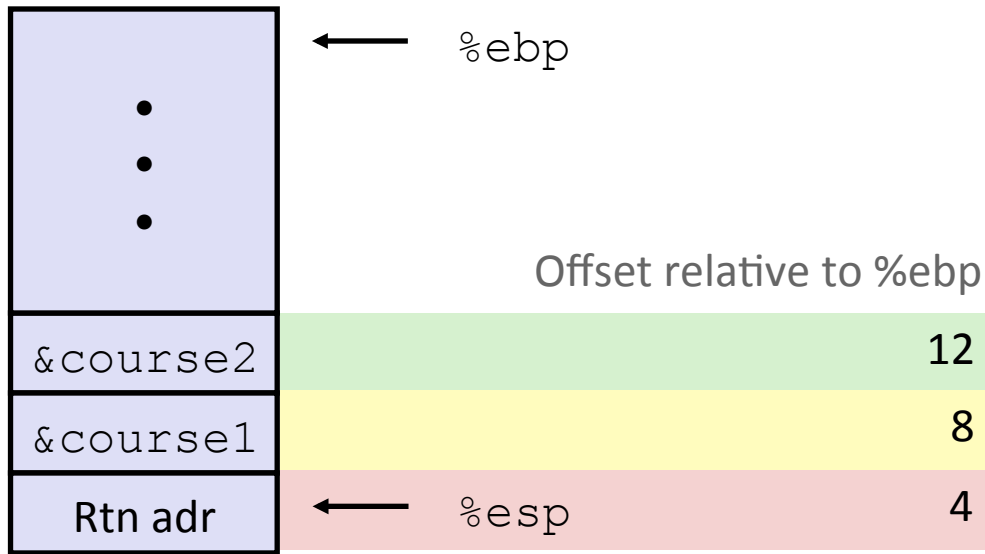 %ebp
Offset relative to %ebp
&course2 12
&course1 8
Rtn adr %esp 4